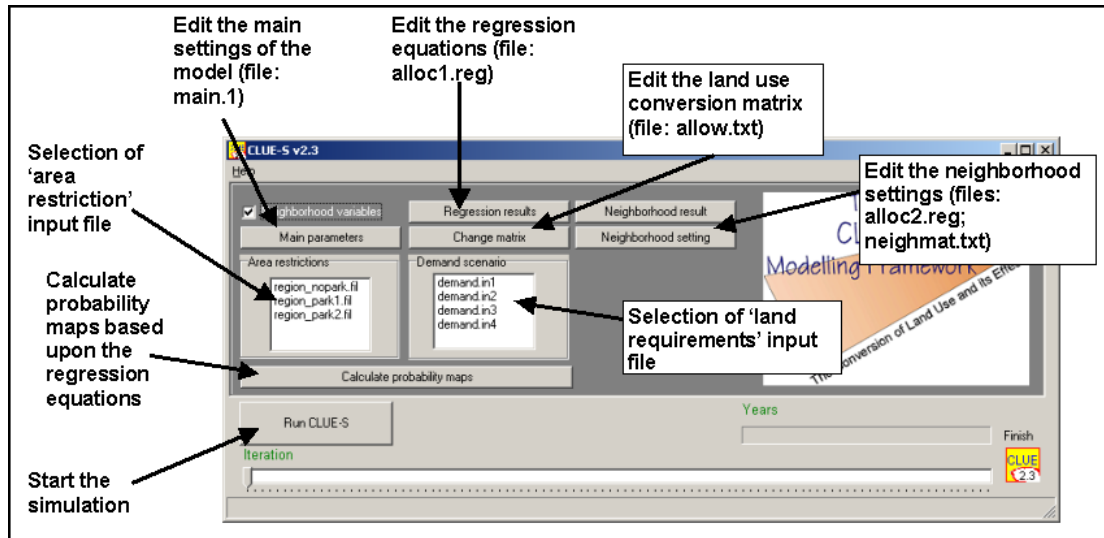 Edit the main
settings of the
model (file:
main.1)
Edit the regression
equations (file:
alloc1.reg)
Edit the land use
conversion matrix
(file: allow.txt)
Selection of
‘area
restriction’
input file
Edit the neighborhood
settings (files:
alloc2.reg;
neighmat.txt)
Calculate
probability
maps based
upon the
regression
equations
Selection of ‘land
requirements’ input
file
Start the
simulation
CLUE-S v2.3
Help
variables
Regression results
Neighborhood result
Main parameters
Change matrix
Neighborhood setting
Area restrictions
region_nopark.fil
region_park1.fil
region_park2.fil
Demand scenario
demand.in1
demand.in2
demand.in3
demand.in4
Calculate probability maps
Modelling Framework
Conversion of Land Use and its
Run CLUE-S
Years
Finish
Iteration
CLUE
2.3